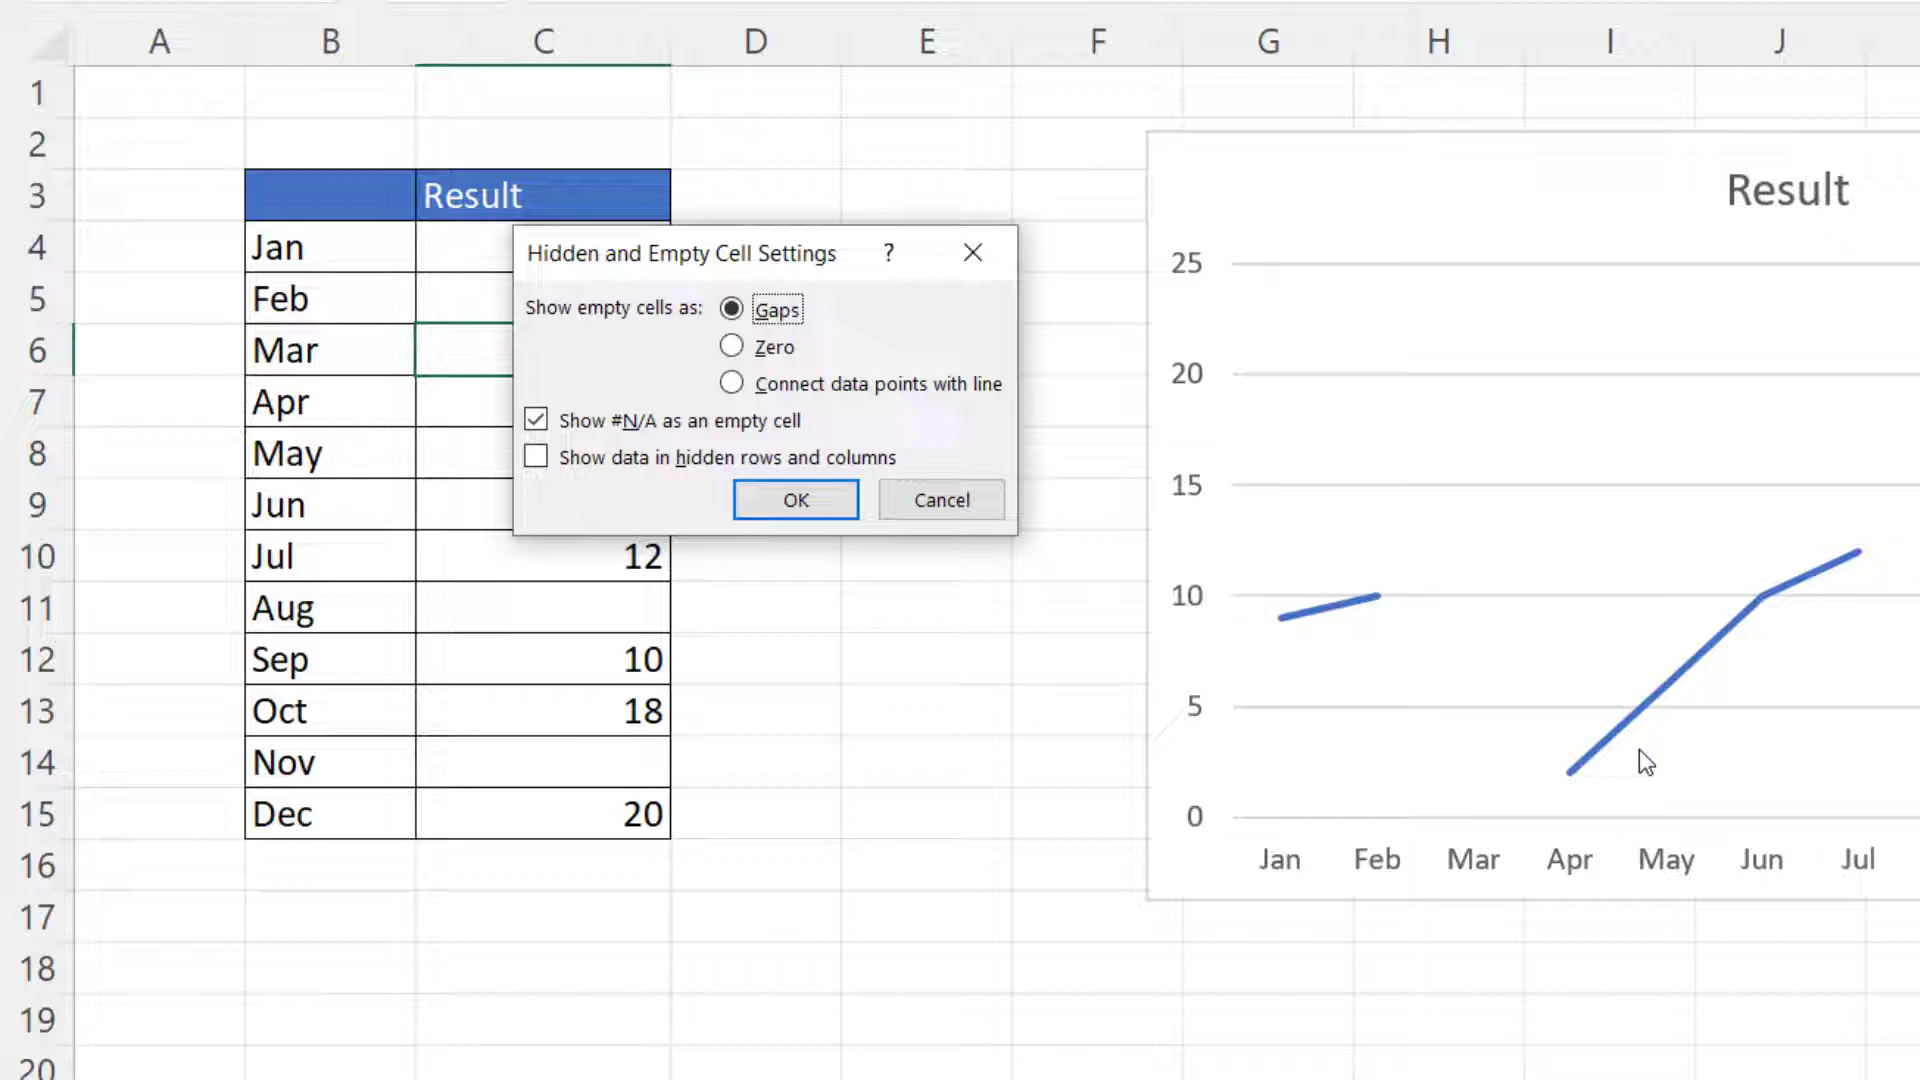 A B C D E F G H I J
1
2
3 Result
4 Jan
5 Feb
6 Mar
7 Apr
8 May
9 Jun
10 Jul 12
11 Aug
12 Sep 10
13 Oct 18
14 Nov
15 Dec 20
16
17
18
19
20
Hidden and Empty Cell Settings ?
Show empty cells as: Gaps
Zero
Connect data points with line
Show #N/A as an empty cell
Show data in hidden rows and columns
OK Cancel
Result
25
20
15
10
5
0
Jan Feb Mar Apr May Jun Jul